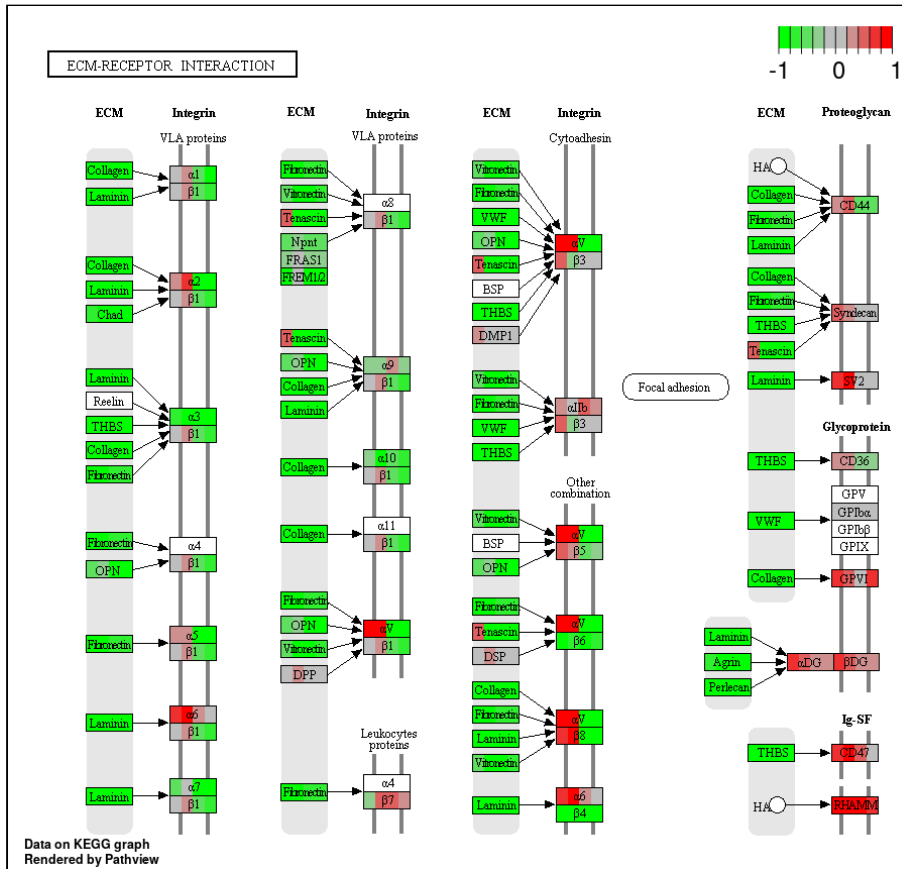 ECM-RECEPTOR INTERACTION
-1 0 1
ECM Integrin
VLA proteins
Collagen
Laminin
α1
β1
Collagen
Laminin
Chad
α2
β1
Laminin
Reelin
THBS
Collagen
Fibronectin
α3
β1
Fibronectin
OPN
α4
β1
Fibronectin
α5
β1
Laminin
α6
β1
Laminin
α7
β1
ECM Integrin
VLA proteins
Fibronectin
Vitronectin
Tenascin
Npnt
FRAS1
FREM1/2
α8
β1
Tenascin
OPN
Collagen
Laminin
α9
β1
Collagen
α10
β1
Collagen
α11
β1
Fibronectin
OPN
Vitronectin
DPP
αV
β1
Leukocytes
proteins
Fibronectin
α4
β7
ECM Integrin
Cytoadhesin
Vitronectin
Fibronectin
VWF
OPN
Tenascin
BSP
THBS
DMP1
αV
β3
Vitronectin
Fibronectin
VWF
THBS
αIIb
β3
Other
combination
Vitronectin
BSP
OPN
αV
β5
Fibronectin
Tenascin
DSP
αV
β6
Collagen
Fibronectin
Laminin
Vitronectin
αV
β8
Laminin
α6
β4
Focal adhesion
ECM Proteoglycan
HA
Collagen
Fibronectin
Laminin
CD44
Collagen
Fibronectin
THBS
Tenascin
Syndecan
Laminin
SV2
Glycoprotein
THBS
CD36
VWF
GPV
GPIbα
GPIbβ
GPIX
Collagen
GPVI
Laminin
Agrin
Perlecan
αDG βDG
Ig-SF
THBS
CD47
HA
RHAMM
Data on KEGG graph
Rendered by Pathview